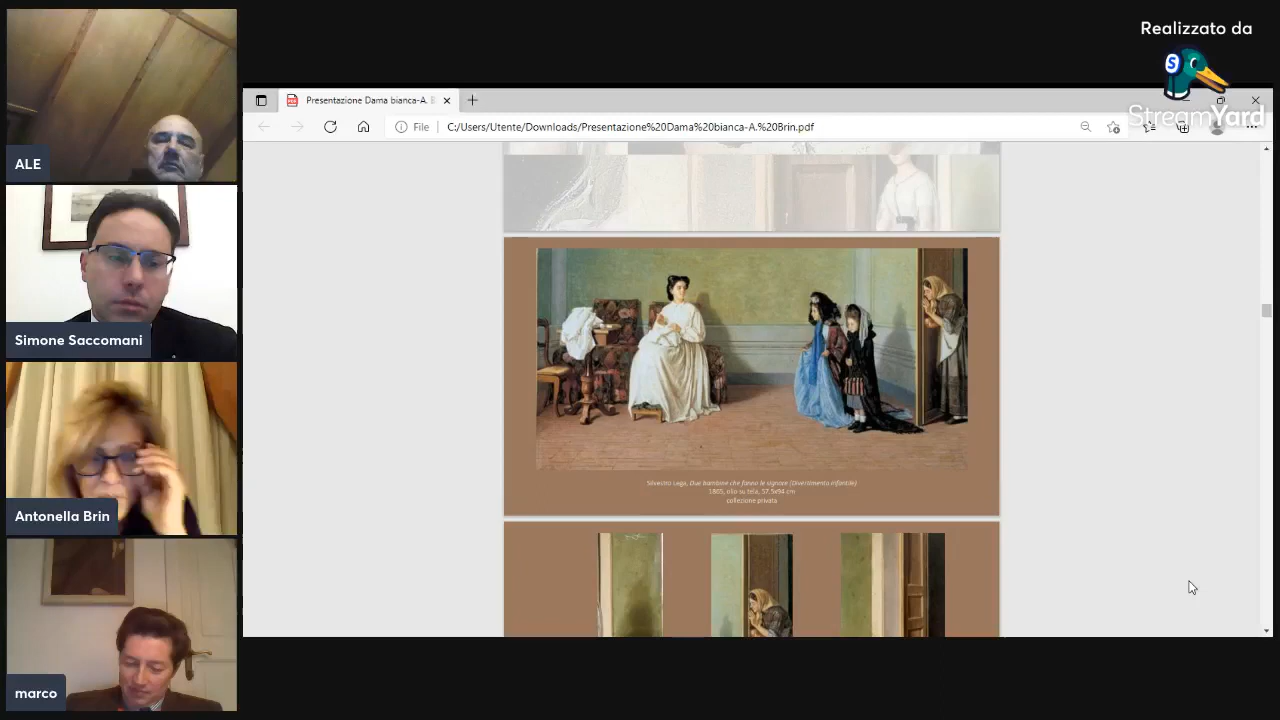 ALE
Simone Saccomani
Antonella Brin
marco
Realizzato da
StreamYard
Presentazione Dama bianca-A.
File
C:/Users/Utente/Downloads/Presentazione%20Dama%20bianca-A.%20Brin.pdf
Silvestro Lega, Due bambine che fanno le signore (Divertimento infantile)
1865, olio su tela, 57,5x94 cm
collezione privata